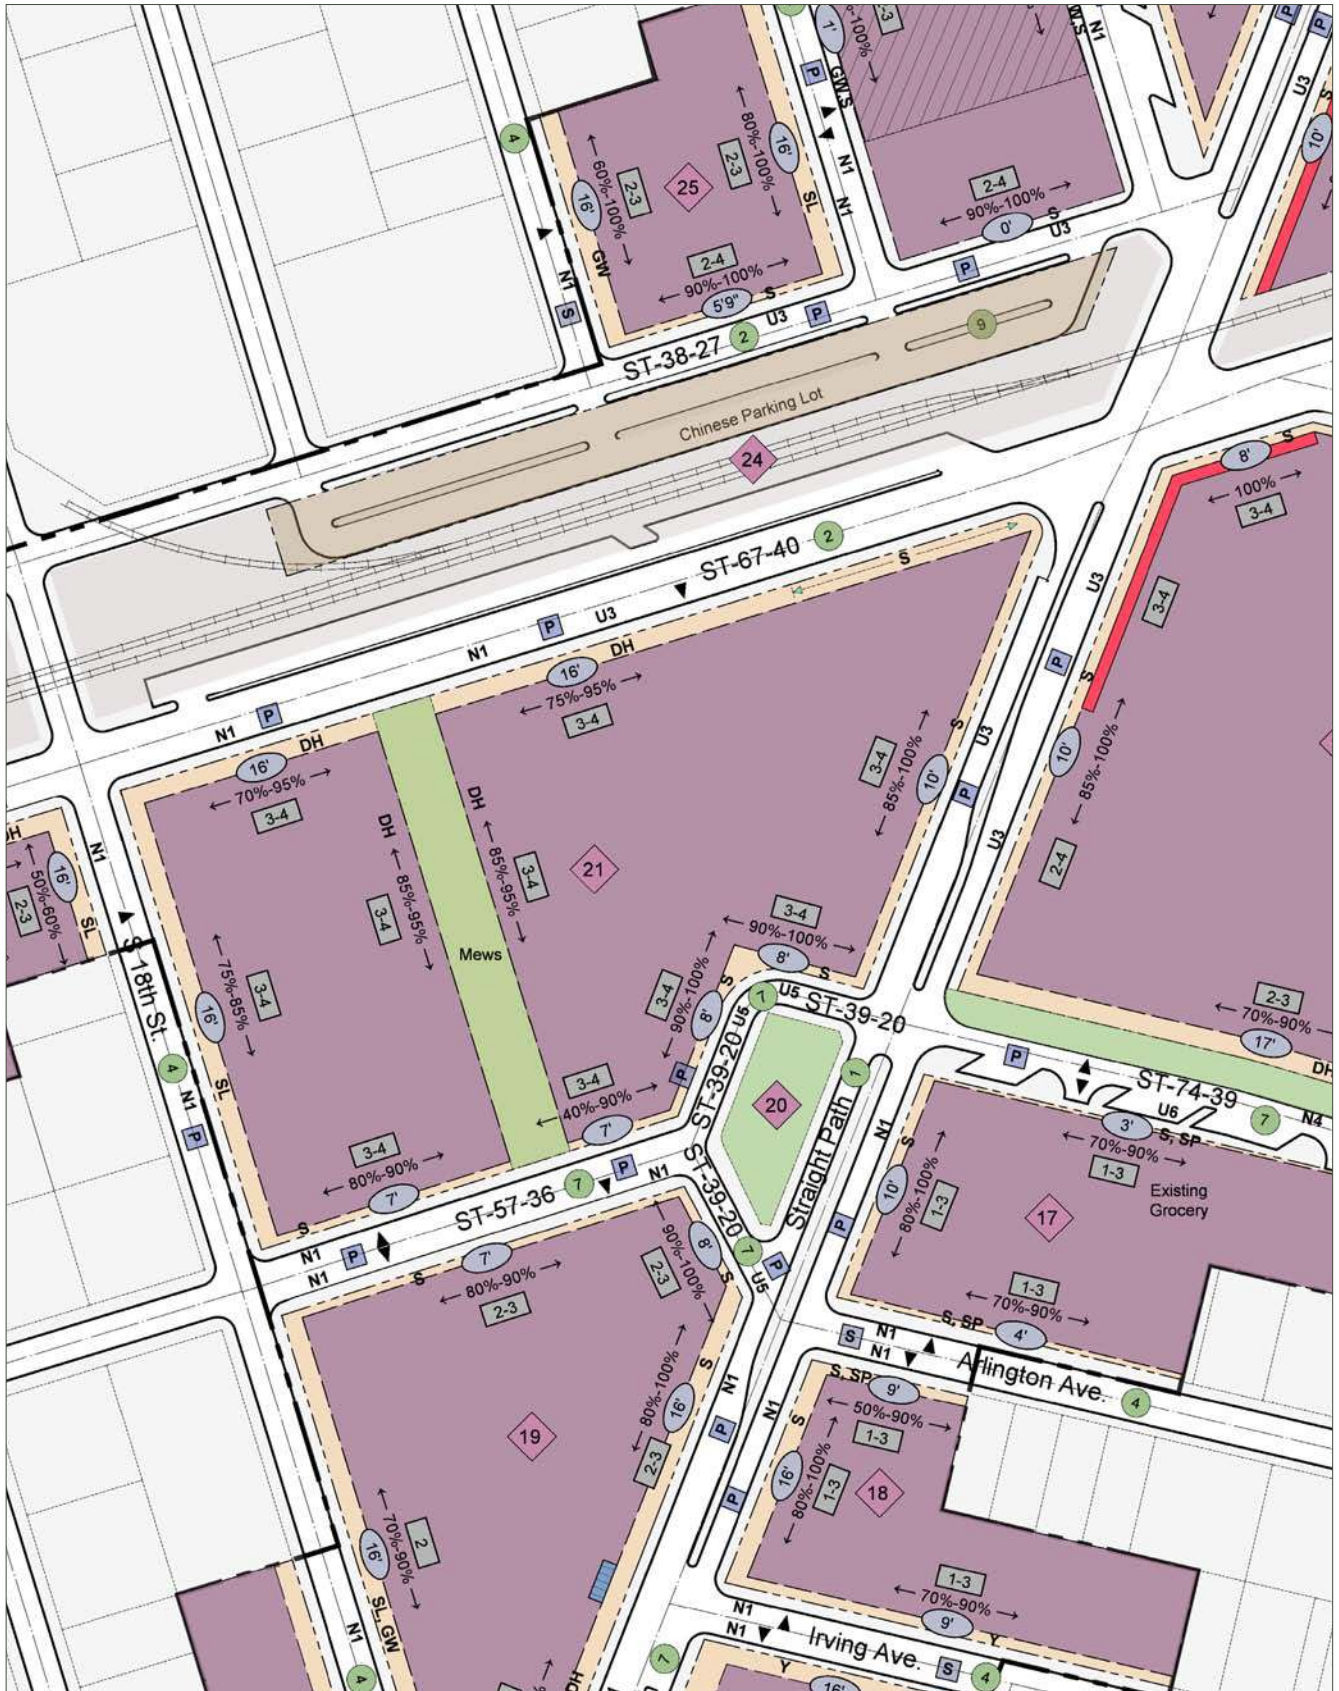 1'
-100%
-3
P
GW,S
N1
W,S
N1
P
P
U3
S
10'
4
80%-100%
2-3
16'
SL
N1
60%-100%
2-3
16'
25
GW
N1
S
2-4
90%-100%
5'9"
S
U3
P
2-4
90%-100%
0'
S
U3
P
ST-38-27
2
9
Chinese Parking Lot
24
ST-67-40
2
S
8'
S
100%
3-4
3-4
U3
P
S
10'
85%-100%
2-4
U3
P
U3
N1
16'
DH
75%-95%
3-4
P
N1
DH
16'
70%-95%
3-4
3-4
85%-100%
10'
S
U3
P
DH
N1
16'
50%-60%
2-3
SL
S 18th St.
DH
85%-95%
3-4
DH
85%-95%
3-4
21
Mews
75%-85%
3-4
16'
SL
4
N1
P
3-4
90%-100%
8'
S
3-4
90%-100%
8'
S
7
U5
ST-39-20
U5
ST-39-20
P
20
1
Straight Path
3-4
40%-90%
7'
3-4
80%-90%
7'
S
N1
P
N1
ST-57-36
7
P
N1
ST-39-20
7
U5
P
2-3
70%-90%
17'
DH
P
ST-74-39
U6
7
N4
3'
S, SP
70%-90%
1-3
Existing
Grocery
N1
S
10'
80%-100%
1-3
17
P
1-3
70%-90%
S, SP
4'
S
N1
N1
Arlington Ave.
4
7'
S
80%-90%
2-3
90%-100%
2-3
8'
S
S
80%-100%
16'
2-3
N1
P
19
70%-90%
2
16'
SL, GW
N1
4
N1
S
16'
80%-100%
1-3
P
S, SP
9'
50%-90%
1-3
18
1-3
70%-90%
9'
Y
N1
N1
Irving Ave.
S
4
7
Y
16'
DH